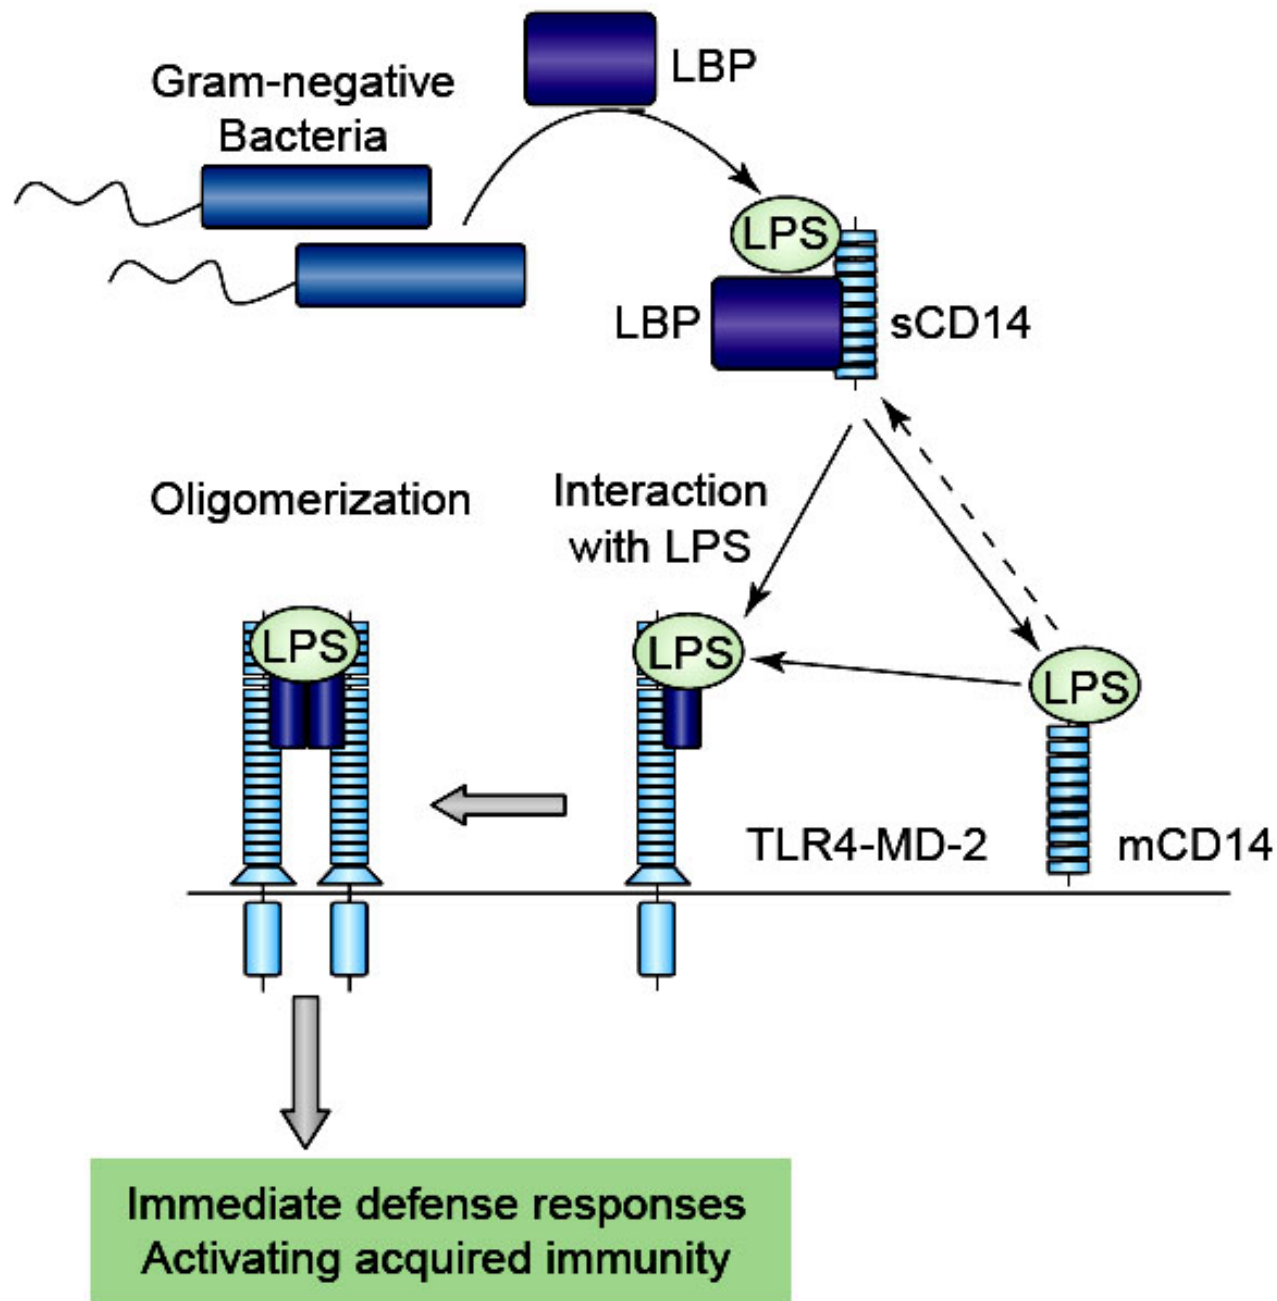 LBP
Gram-negative
Bacteria
LPS
LBP
sCD14
Oligomerization
Interaction
with LPS
LPS
LPS
LPS
TLR4-MD-2
mCD14
Immediate defense responses
Activating acquired immunity